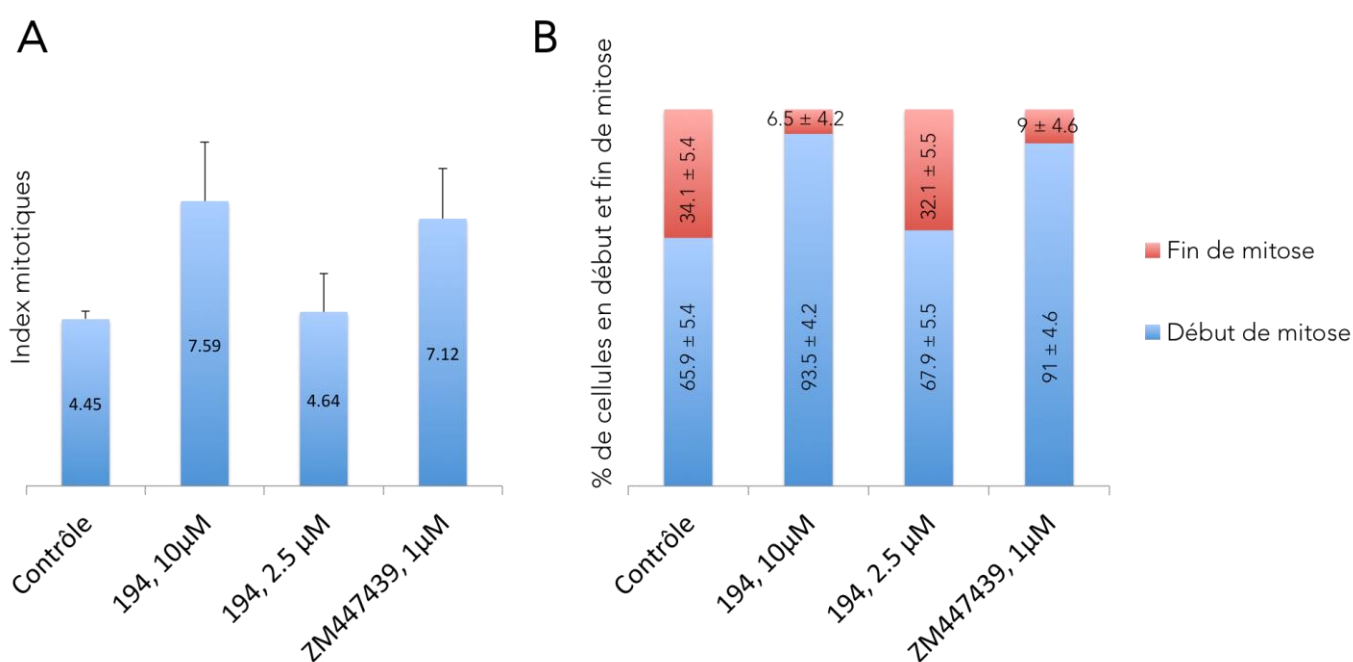 A
Index mitotiques
4.45
7.59
4.64
7.12
Contrôle
194, 10µM
194, 2.5 µM
ZM447439, 1µM
B
% de cellules en début et fin de mitose
34.1 ± 5.4
6.5 ± 4.2
32.1 ± 5.5
9 ± 4.6
65.9 ± 5.4
93.5 ± 4.2
67.9 ± 5.5
91 ± 4.6
Contrôle
194, 10µM
194, 2.5 µM
ZM447439, 1µM
Fin de mitose
Début de mitose